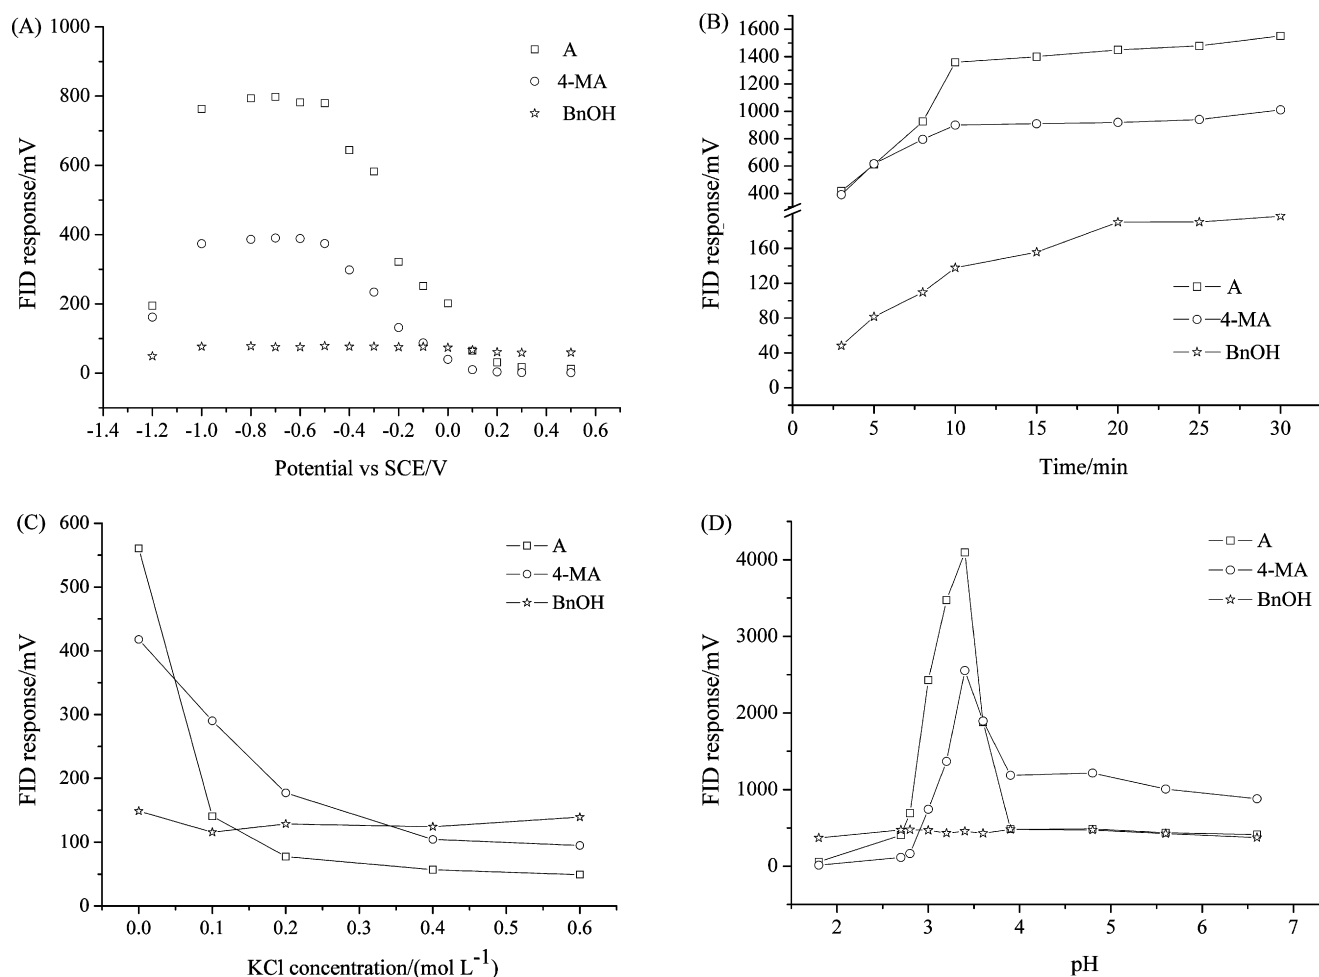 (A)
1000
800
600
400
200
0
FID response/mV
-1.4 -1.2 -1.0 -0.8 -0.6 -0.4 -0.2 0.0 0.2 0.4 0.6
Potential vs SCE/V
A
4-MA
BnOH
(B)
1600
1400
1200
1000
800
600
400
160
120
80
40
0
FID response/mV
0 5 10 15 20 25 30
Time/min
A
4-MA
BnOH
(C)
600
500
400
300
200
100
0
FID response/mV
0.0 0.1 0.2 0.3 0.4 0.5 0.6
KCl concentration/(mol L-1)
A
4-MA
BnOH
(D)
4000
3000
2000
1000
0
FID response/mV
2 3 4 5 6 7
pH
A
4-MA
BnOH